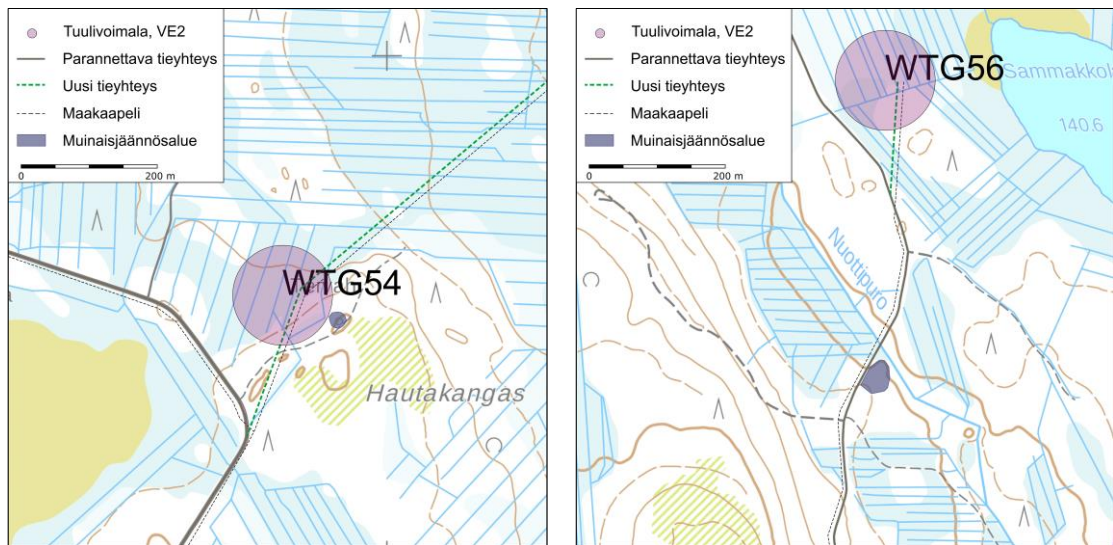 Tuulivoimala, VE2
Parannettava tieyhteys
Uusi tieyhteys
Maakaapeli
Muinaisjäännösalue
0 200 m
WTG54
Hautakangas
Tuulivoimala, VE2
Parannettava tieyhteys
Uusi tieyhteys
Maakaapeli
Muinaisjäännösalue
0 200 m
WTG56
140.6
Nuottipuro